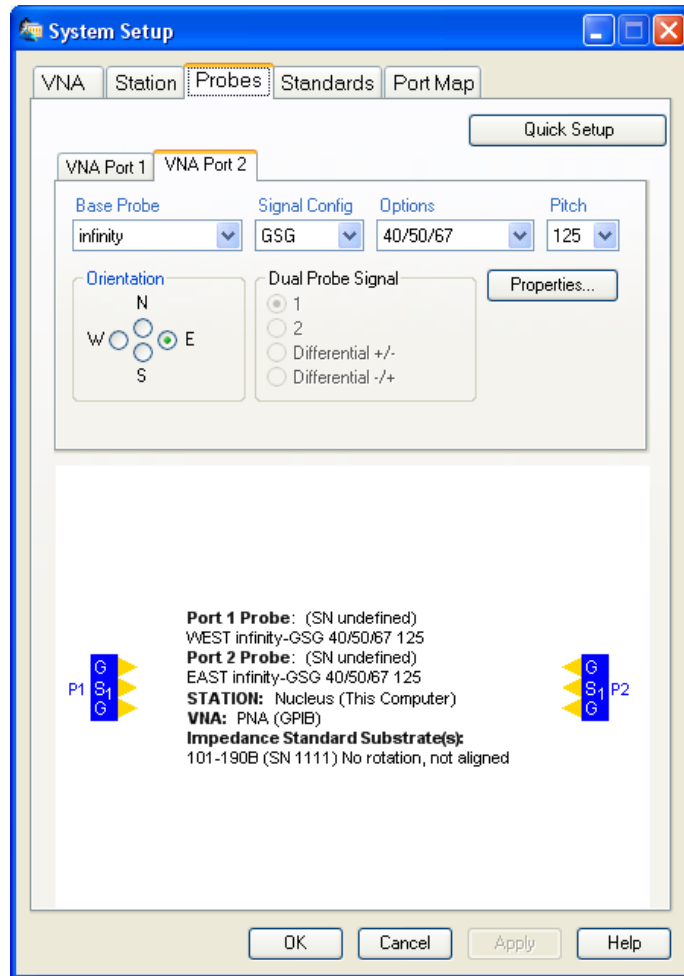 System Setup
VNA Station Probes Standards Port Map
Quick Setup
VNA Port 1 VNA Port 2
Base Probe Signal Config Options Pitch
infinity GSG 40/50/67 125
Orientation Dual Probe Signal Properties...
N 1
W E 2
S Differential +/-
Differential -/+
Port 1 Probe: (SN undefined)
WEST infinity-GSG 40/50/67 125
Port 2 Probe: (SN undefined)
EAST infinity-GSG 40/50/67 125
STATION: Nucleus (This Computer)
VNA: PNA (GPIB)
Impedance Standard Substrate(s):
101-190B (SN 1111) No rotation, not aligned
G
P1 S1
G
G
S1 P2
G
OK Cancel Apply Help